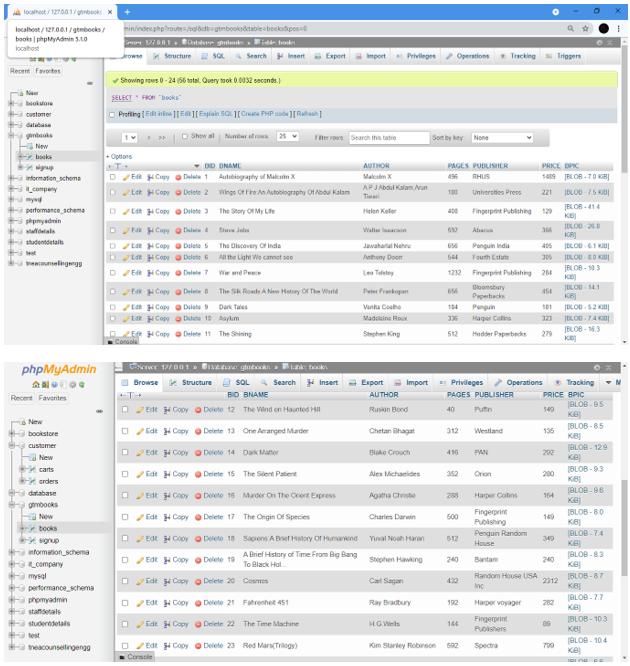 localhost / 127.0.0.1 / gtmbooks
localhost / 127.0.0.1 / gtmbooks /
books | phpMyAdmin 5.1.0
localhost
min/index.php?route=/sql&db=gtmbooks&table=books&pos=0
Server: 127.0.0.1 » Database: gtmbooks » Table: books
Browse Structure SQL Search Insert Export Import Privileges Operations Tracking Triggers
Recent Favorites
New
bookstore
customer
database
gtmbooks
New
books
signup
information_schema
it_company
mysql
performance_schema
phpmyadmin
staffdetails
studentdetails
test
tneacounsellingengg
Showing rows 0 - 24 (56 total, Query took 0.0032 seconds.)
SELECT * FROM `books`
Profiling [ Edit inline ] [ Edit ] [ Explain SQL ] [ Create PHP code ] [ Refresh ]
1 > >> Show all Number of rows: 25 Filter rows: Search this table Sort by key: None
+ Options
BID BNAME AUTHOR PAGES PUBLISHER PRICE BPIC
Edit Copy Delete 1 Autobiography of Malcolm X Malcolm X 496 RHUS 1489 [BLOB - 7.0 KiB]
Edit Copy Delete 2 Wings Of Fire An Autobiography Of Abdul Kalam A P J Abdul Kalam,Arun Tiwari 180 Universities Press 221 [BLOB - 7.5 KiB]
Edit Copy Delete 3 The Story Of My Life Helen Keller 408 Fingerprint Publishing 129 [BLOB - 41.4 KiB]
Edit Copy Delete 4 Steve Jobs Walter Isaacson 592 Abacus 366 [BLOB - 26.0 KiB]
Edit Copy Delete 5 The Discovery Of India Jawaharlal Nehru 656 Penguin India 405 [BLOB - 6.1 KiB]
Edit Copy Delete 6 All the Light We cannot see Anthony Doerr 544 Fourth Estate 305 [BLOB - 8.0 KiB]
Edit Copy Delete 7 War and Peace Leo Tolstoy 1232 Fingerprint Publishing 284 [BLOB - 10.3 KiB]
Edit Copy Delete 8 The Silk Roads A New History Of The World Peter Frankopan 656 Bloomsbury Paperbacks 454 [BLOB - 14.1 KiB]
Edit Copy Delete 9 Dark Tales Vanita Coelho 184 Penguin 181 [BLOB - 5.2 KiB]
Edit Copy Delete 10 Asylum Madeleine Roux 336 Harper Collins 323 [BLOB - 7.4 KiB]
Edit Copy Delete 11 The Shining Stephen King 512 Hodder Paperbacks 279 [BLOB - 16.3 KiB]
Console
phpMyAdmin
Server: 127.0.0.1 » Database: gtmbooks » Table: books
Browse Structure SQL Search Insert Export Import Privileges Operations Tracking M
Recent Favorites
New
bookstore
customer
New
carts
orders
database
gtmbooks
New
books
signup
information_schema
it_company
mysql
performance_schema
phpmyadmin
staffdetails
studentdetails
test
tneacounsellingengg
BID BNAME AUTHOR PAGES PUBLISHER PRICE BPIC
Edit Copy Delete 12 The Wind on Haunted Hill Ruskin Bond 40 Puffin 149 [BLOB - 9.5 KiB]
Edit Copy Delete 13 One Arranged Murder Chetan Bhagat 312 Westland 135 [BLOB - 8.5 KiB]
Edit Copy Delete 14 Dark Matter Blake Crouch 416 PAN 292 [BLOB - 12.9 KiB]
Edit Copy Delete 15 The Silent Patient Alex Michaelides 352 Orion 280 [BLOB - 9.3 KiB]
Edit Copy Delete 16 Murder On The Orient Express Agatha Christie 288 Harper Collins 164 [BLOB - 9.6 KiB]
Edit Copy Delete 17 The Origin Of Species Charles Darwin 500 Fingerprint Publishing 149 [BLOB - 8.0 KiB]
Edit Copy Delete 18 Sapiens A Brief History Of Humankind Yuval Noah Harari 512 Penguin Random House 349 [BLOB - 7.4 KiB]
Edit Copy Delete 19 A Brief History of Time From Big Bang To Black Hol... Stephen Hawking 240 Bantam 240 [BLOB - 8.3 KiB]
Edit Copy Delete 20 Cosmos Carl Sagan 432 Random House USA Inc 2312 [BLOB - 8.7 KiB]
Edit Copy Delete 21 Fahrenheit 451 Ray Bradbury 192 Harper voyager 282 [BLOB - 7.7 KiB]
Edit Copy Delete 22 The Time Machine H.G.Wells 144 Fingerprint Publishers 89 [BLOB - 10.3 KiB]
Edit Copy Delete 23 Red Mars(Trilogy) Kim Stanley Robinson 592 Spectra 799 [BLOB - 10.4 KiB]
Console